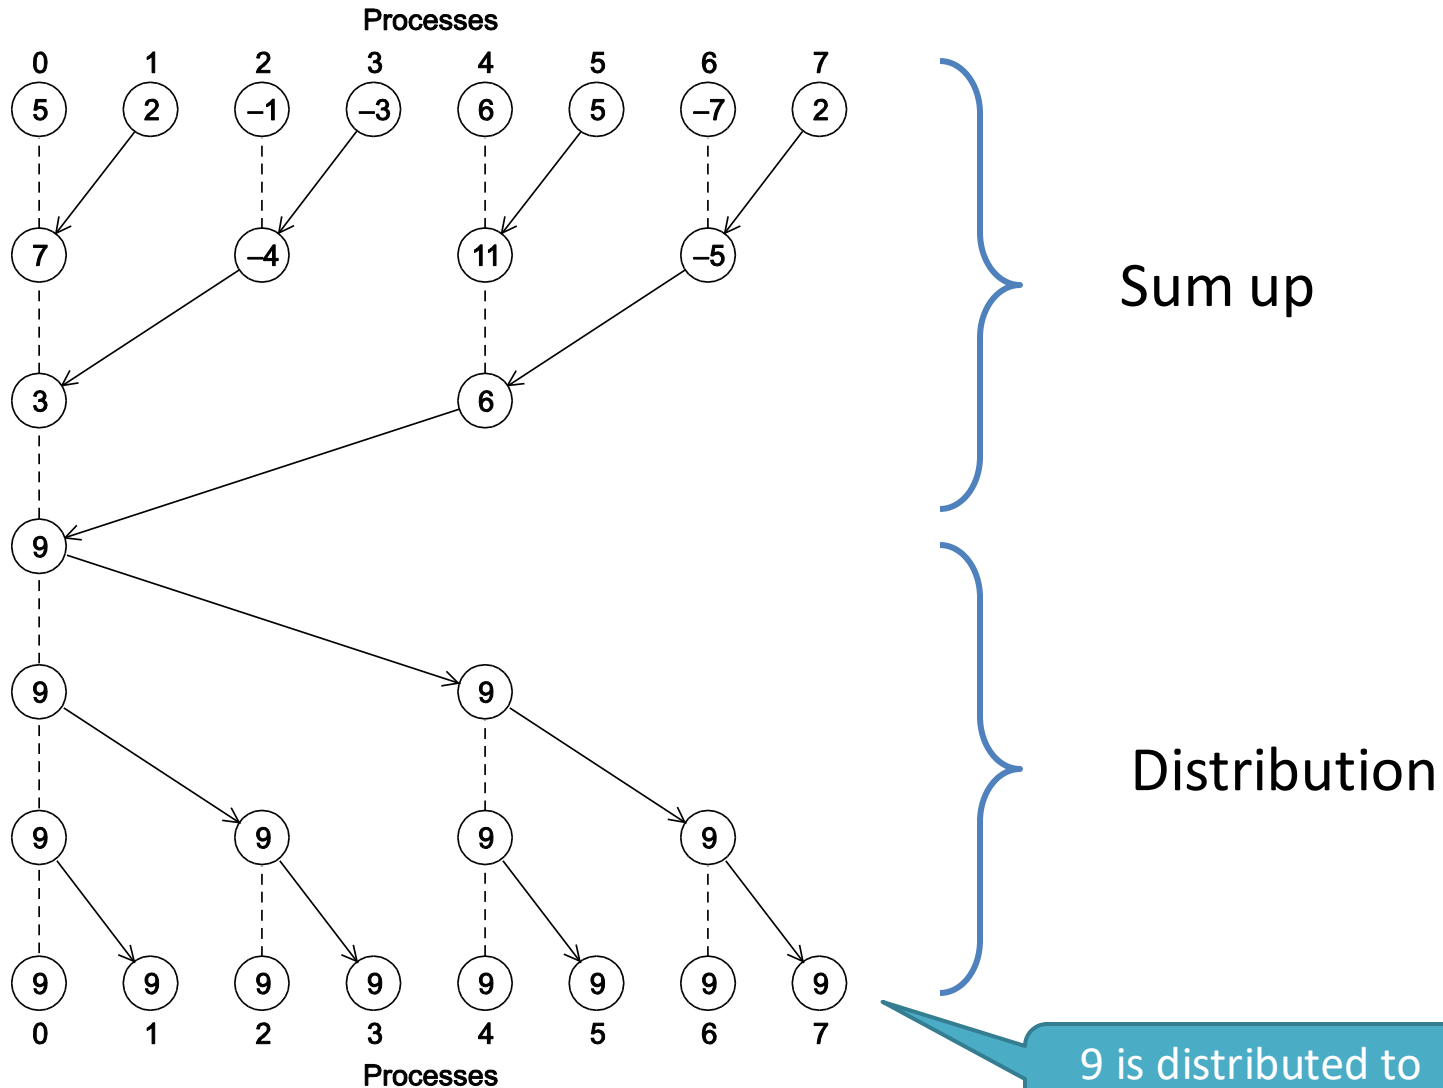 Processes
0 1 2 3 4 5 6 7
5 2 –1 –3 6 5 –7 2
7 –4 11 –5
Sum up
3 6
9
9 9
Distribution
9 9 9 9
9 9 9 9 9 9 9 9
0 1 2 3 4 5 6 7
Processes
9 is distributed to